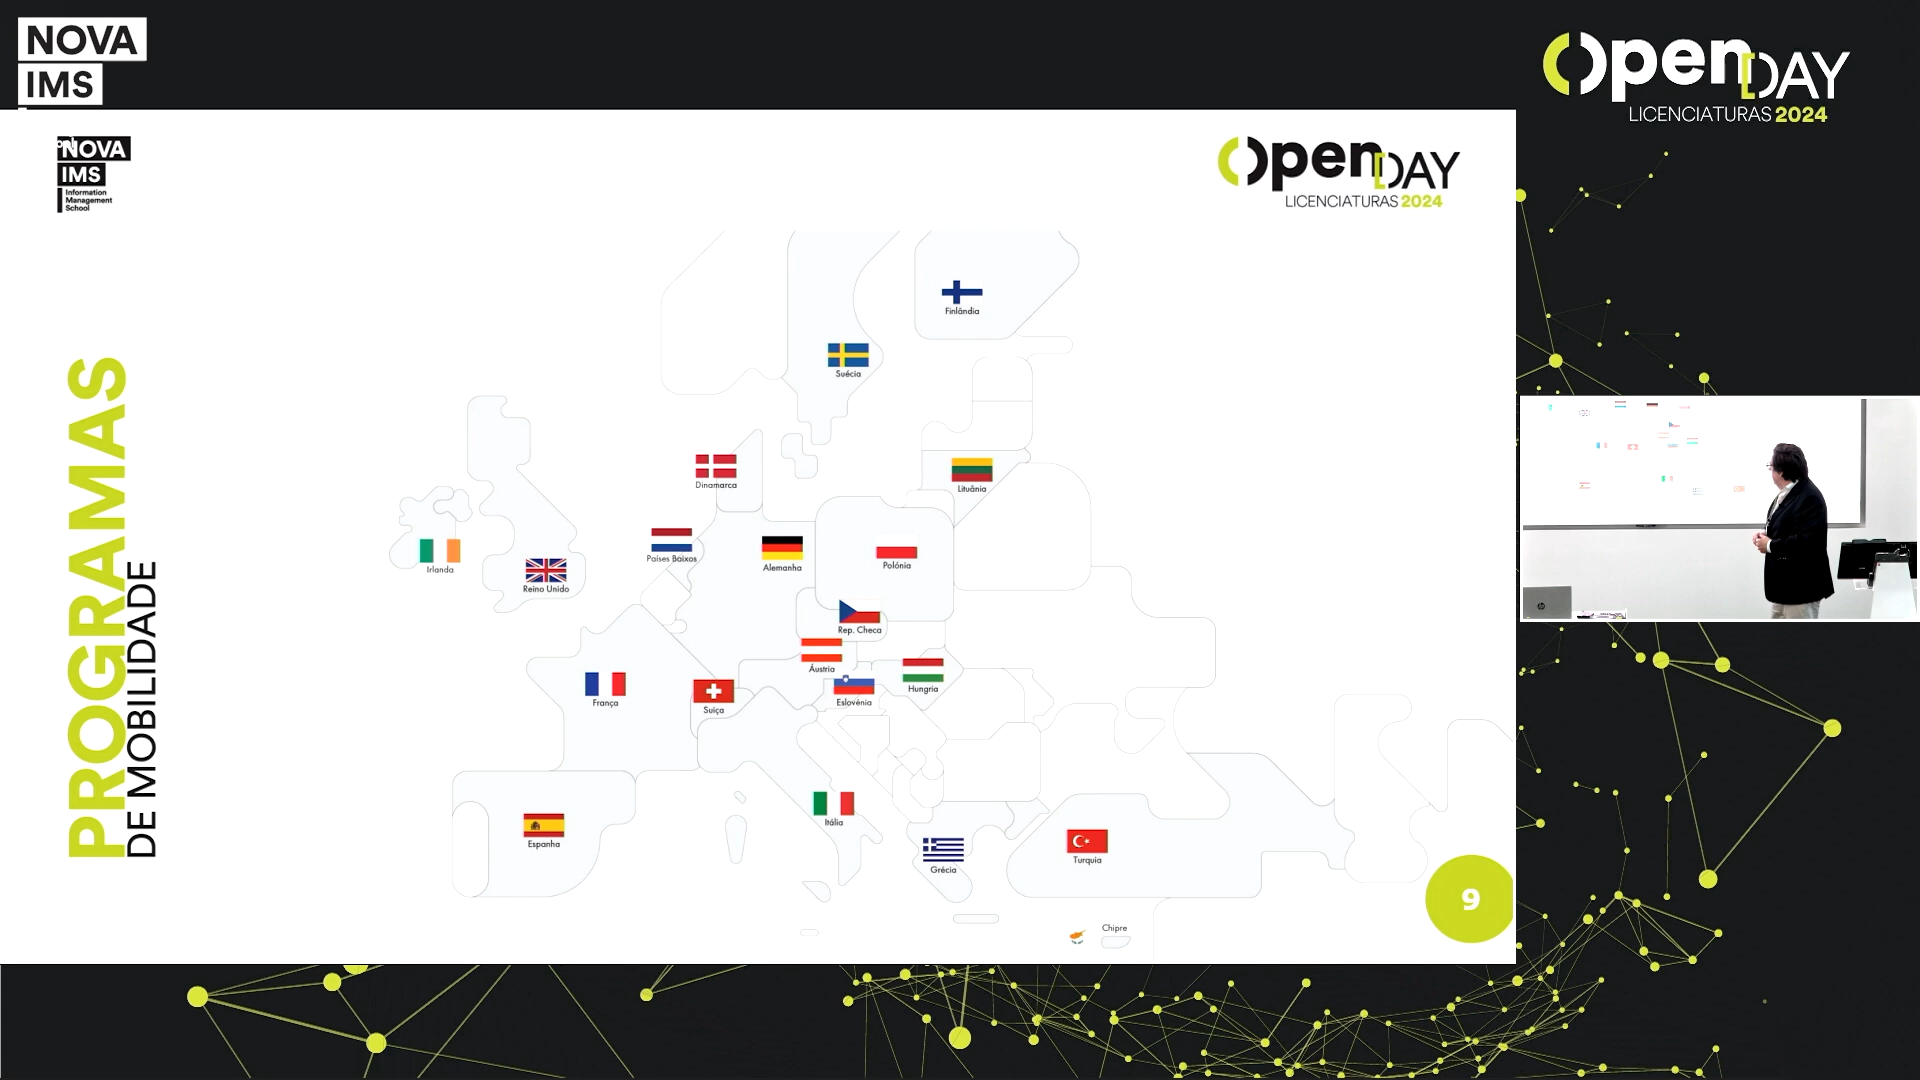 NOVA
IMS
Open DAY
LICENCIATURAS 2024
NOVA
IMS
Information
Management
School
Open DAY
LICENCIATURAS 2024
PROGRAMAS
DE MOBILIDADE
Finlândia
Suécia
Dinamarca
Lituânia
Irlanda
Reino Unido
Países Baixos
Alemanha
Polónia
Rep. Checa
Áustria
França
Suiça
Eslovénia
Hungria
Espanha
Itália
Grécia
Turquia
Chipre
9